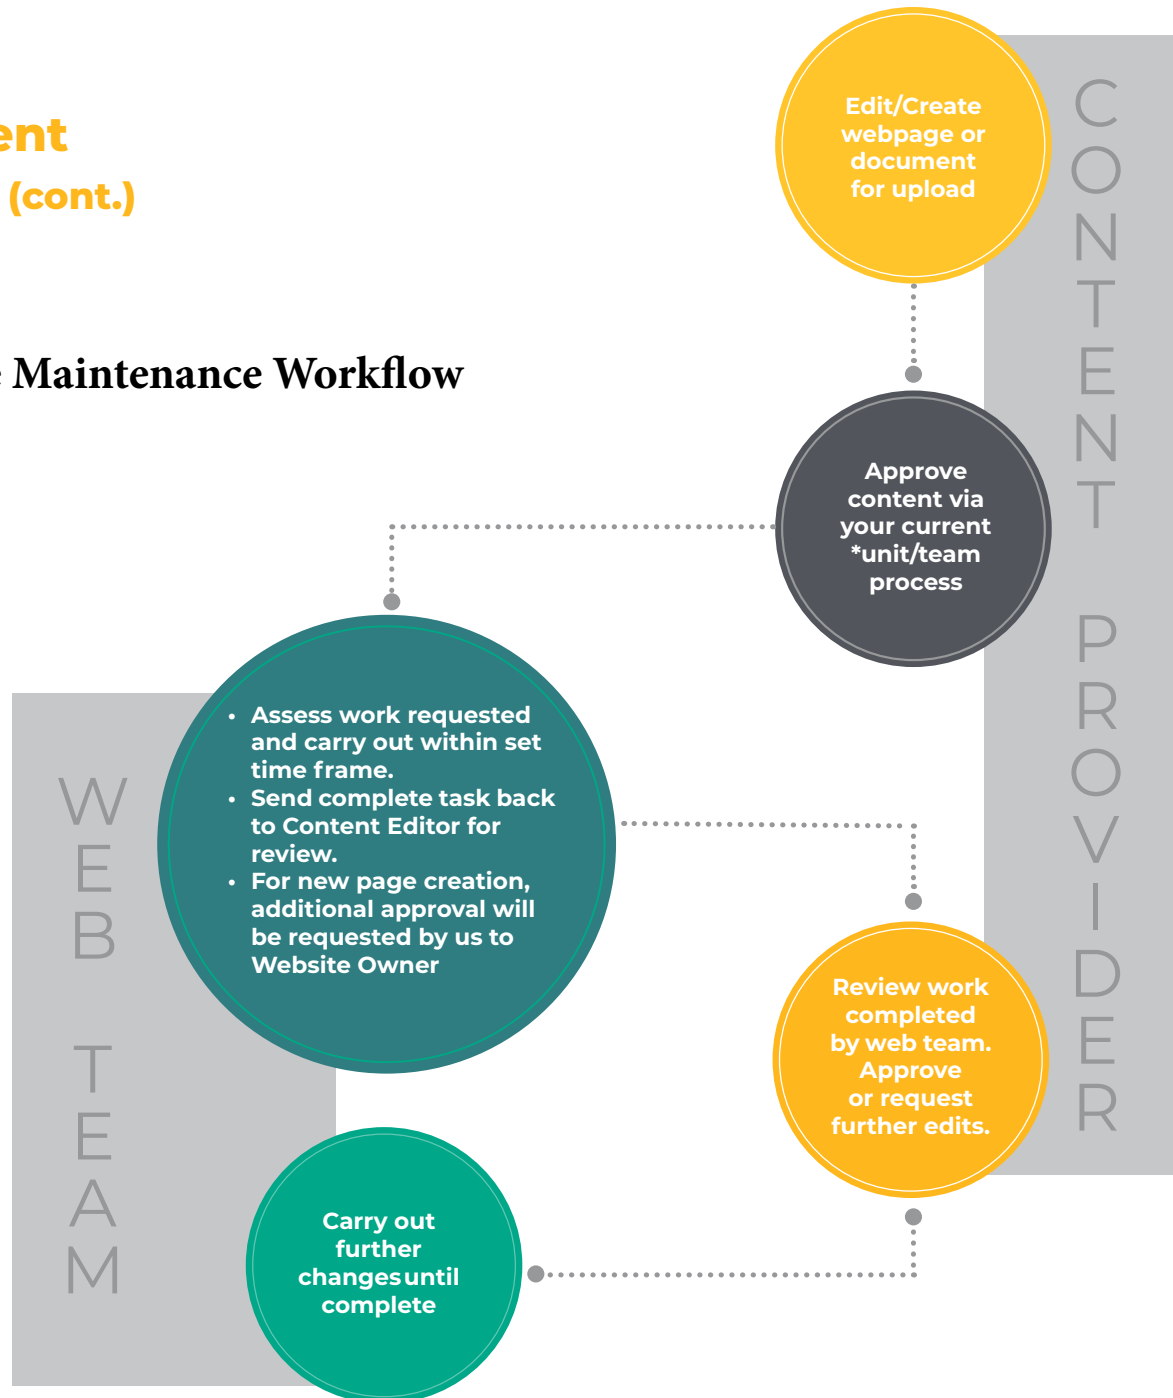 ent
(cont.)
e Maintenance Workflow
Edit/Create
webpage or
document
for upload
Approve
content via
your current
*unit/team
process
• Assess work requested
and carry out within set
time frame.
• Send complete task back
to Content Editor for
review.
• For new page creation,
additional approval will
be requested by us to
Website Owner
Review work
completed
by web team.
Approve
or request
further edits.
Carry out
further
changes until
complete
WEB TEAM
CONTENT PROVIDER